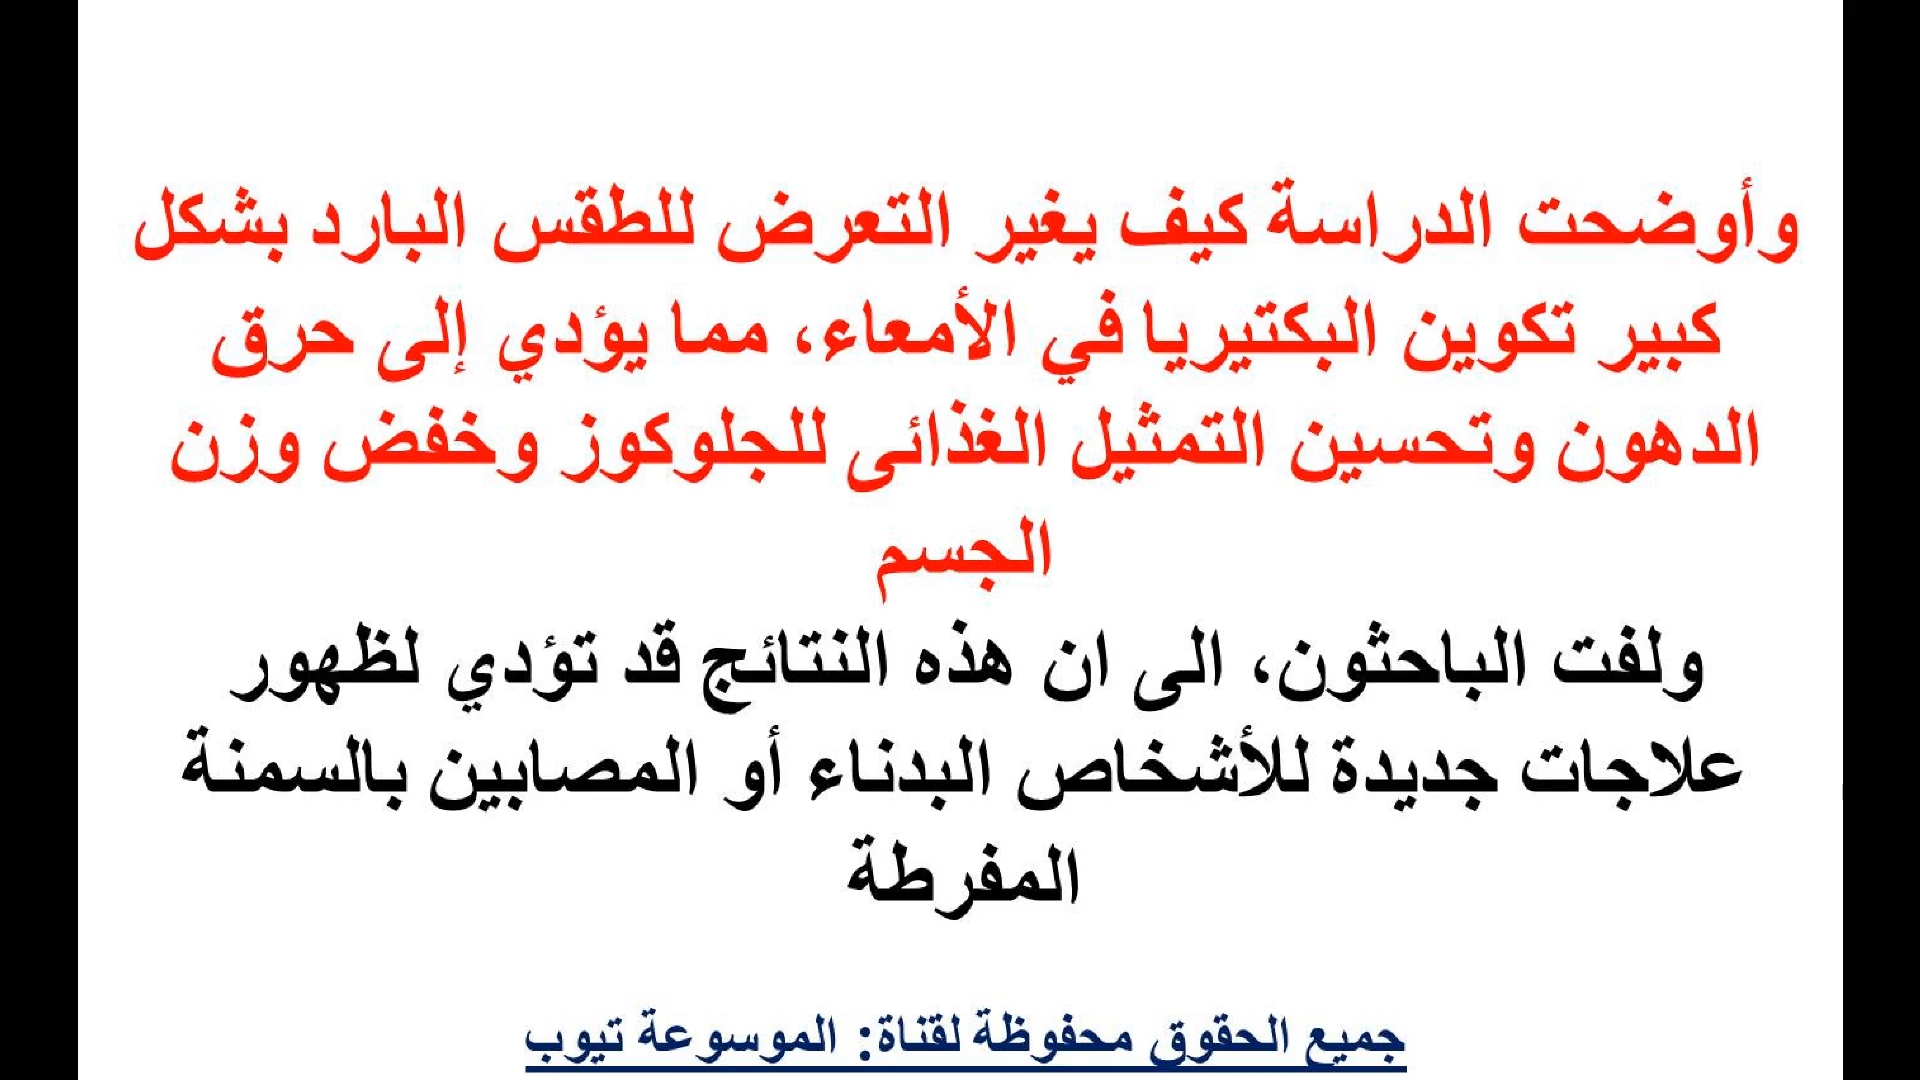 وأوضحت الدراسة كيف يغير التعرض للطقس البارد بشكل
كبير تكوين البكتيريا في الأمعاء، مما يؤدي إلى حرق
الدهون وتحسين التمثيل الغذائى للجلوكوز وخفض وزن
الجسم
ولفت الباحثون، الى ان هذه النتائج قد تؤدي لظهور
علاجات جديدة للأشخاص البدناء أو المصابين بالسمنة
المفرطة
جميع الحقوق محفوظة لقناة: الموسوعة تيوب